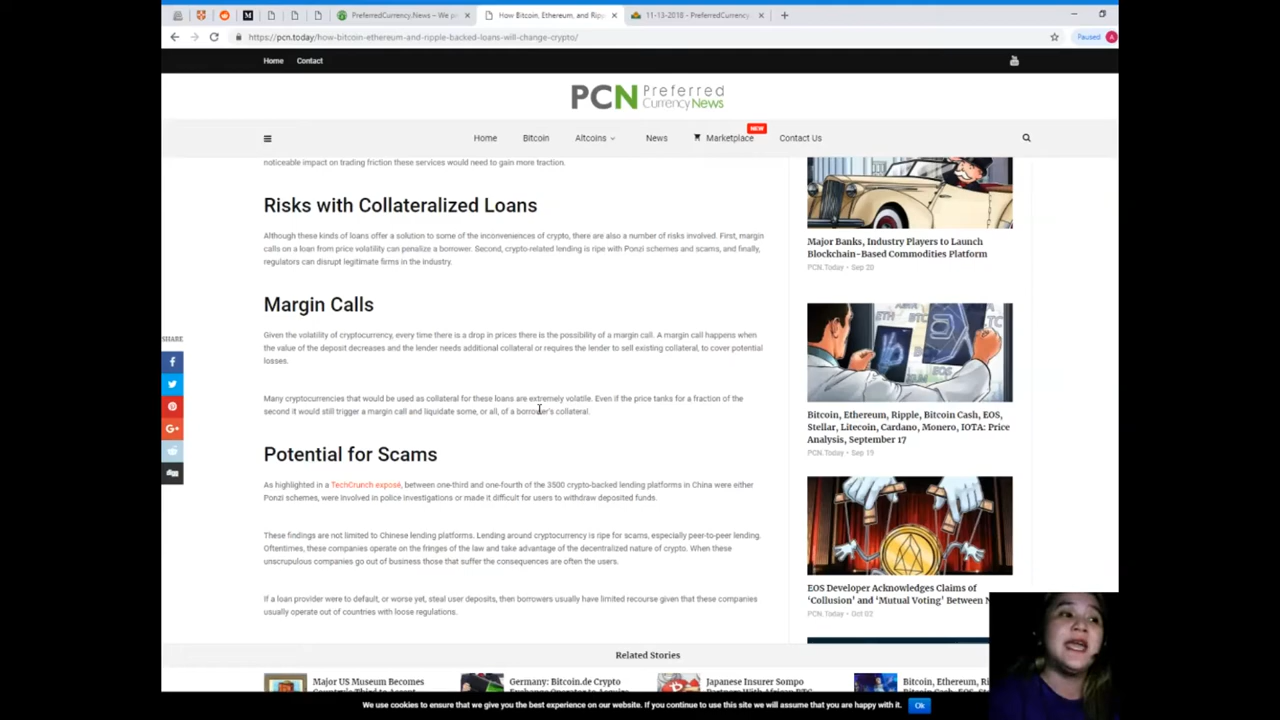 PreferredCurrency.News – We pr
How Bitcoin, Ethereum, and Ripp
11-13-2018 - PreferredCurrency.
https://pcn.today/how-bitcoin-ethereum-and-ripple-backed-loans-will-change-crypto/
Paused
A
Home
Contact
PCN Preferred
Currency News
Home
Bitcoin
Altcoins
News
Marketplace
NEW
Contact Us
noticeable impact on trading friction these services would need to gain more traction.
Risks with Collateralized Loans
Although these kinds of loans offer a solution to some of the inconveniences of crypto, there are also a number of risks involved. First, margin
calls on a loan from price volatility can penalize a borrower. Second, crypto-related lending is ripe with Ponzi schemes and scams, and finally,
regulators can disrupt legitimate firms in the industry.
Margin Calls
Given the volatility of cryptocurrency, every time there is a drop in prices there is the possibility of a margin call. A margin call happens when
the value of the deposit decreases and the lender needs additional collateral or requires the lender to sell existing collateral, to cover potential
losses.
Many cryptocurrencies that would be used as collateral for these loans are extremely volatile. Even if the price tanks for a fraction of the
second it would still trigger a margin call and liquidate some, or all, of a borrower's collateral.
Potential for Scams
As highlighted in a TechCrunch exposé, between one-third and one-fourth of the 3500 crypto-backed lending platforms in China were either
Ponzi schemes, were involved in police investigations or made it difficult for users to withdraw deposited funds.
These findings are not limited to Chinese lending platforms. Lending around cryptocurrency is ripe for scams, especially peer-to-peer lending.
Oftentimes, these companies operate on the fringes of the law and take advantage of the decentralized nature of crypto. When these
unscrupulous companies go out of business those that suffer the consequences are often the users.
If a loan provider were to default, or worse yet, steal user deposits, then borrowers usually have limited recourse given that these companies
usually operate out of countries with loose regulations.
SHARE
Major Banks, Industry Players to Launch
Blockchain-Based Commodities Platform
PCN.Today • Sep 20
ETH
BTC
EOS
Bitcoin, Ethereum, Ripple, Bitcoin Cash, EOS,
Stellar, Litecoin, Cardano, Monero, IOTA: Price
Analysis, September 17
PCN.Today • Sep 19
EOS Developer Acknowledges Claims of
'Collusion' and 'Mutual Voting' Between N
PCN.Today • Oct 02
Related Stories
Major US Museum Becomes
Country's Third to Accept
Germany: Bitcoin.de Crypto
Exchange Operator to Acquire
Japanese Insurer Sompo
Partners With African BTC
Bitcoin, Ethereum, Ri
Bitcoin Cash, EOS, S
We use cookies to ensure that we give you the best experience on our website. If you continue to use this site we will assume that you are happy with it.
Ok